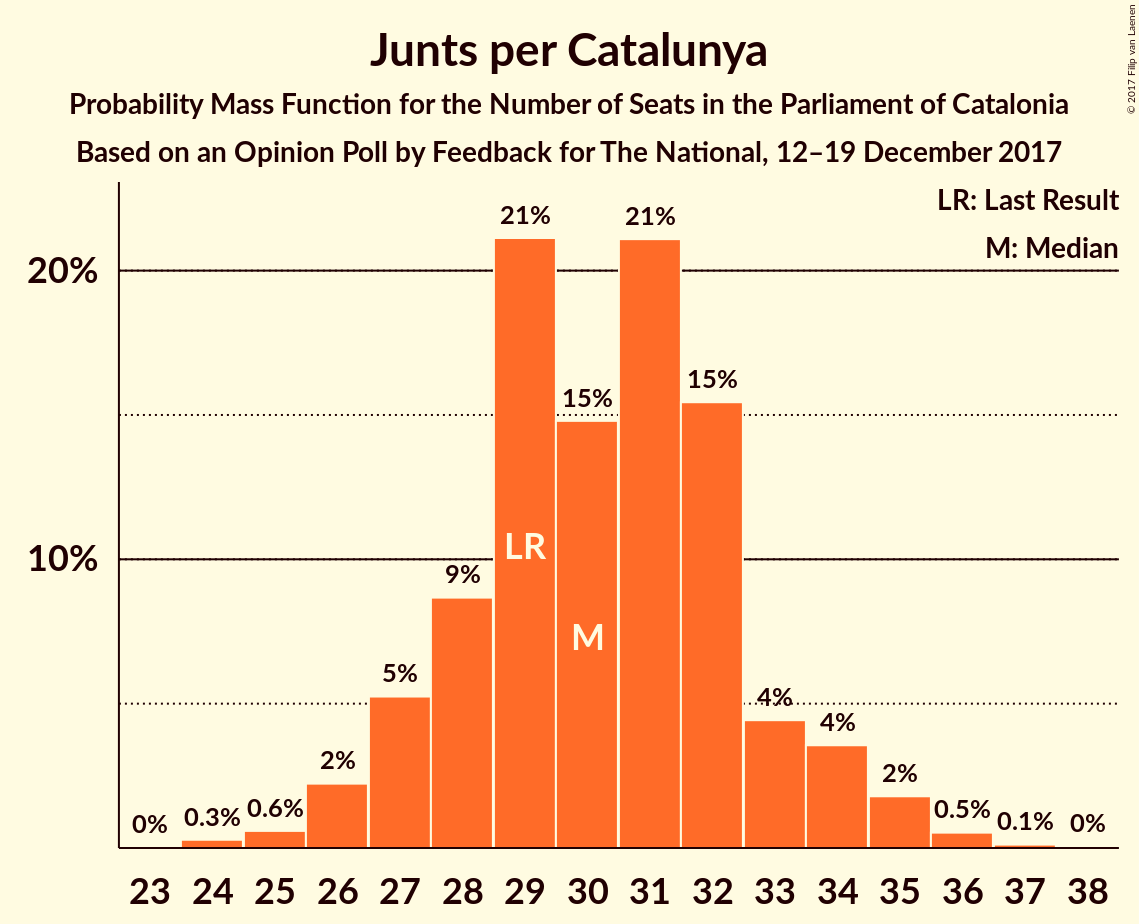 Junts per Catalunya
Probability Mass Function for the Number of Seats in the Parliament of Catalonia
Based on an Opinion Poll by Feedback for The National, 12–19 December 2017
© 2017 Filip van Laenen
LR: Last Result
M: Median
20%
10%
0%
0.3%
0.6%
2%
5%
9%
21%
15%
21%
15%
4%
4%
2%
0.5%
0.1%
0%
LR
M
23 24 25 26 27 28 29 30 31 32 33 34 35 36 37 38